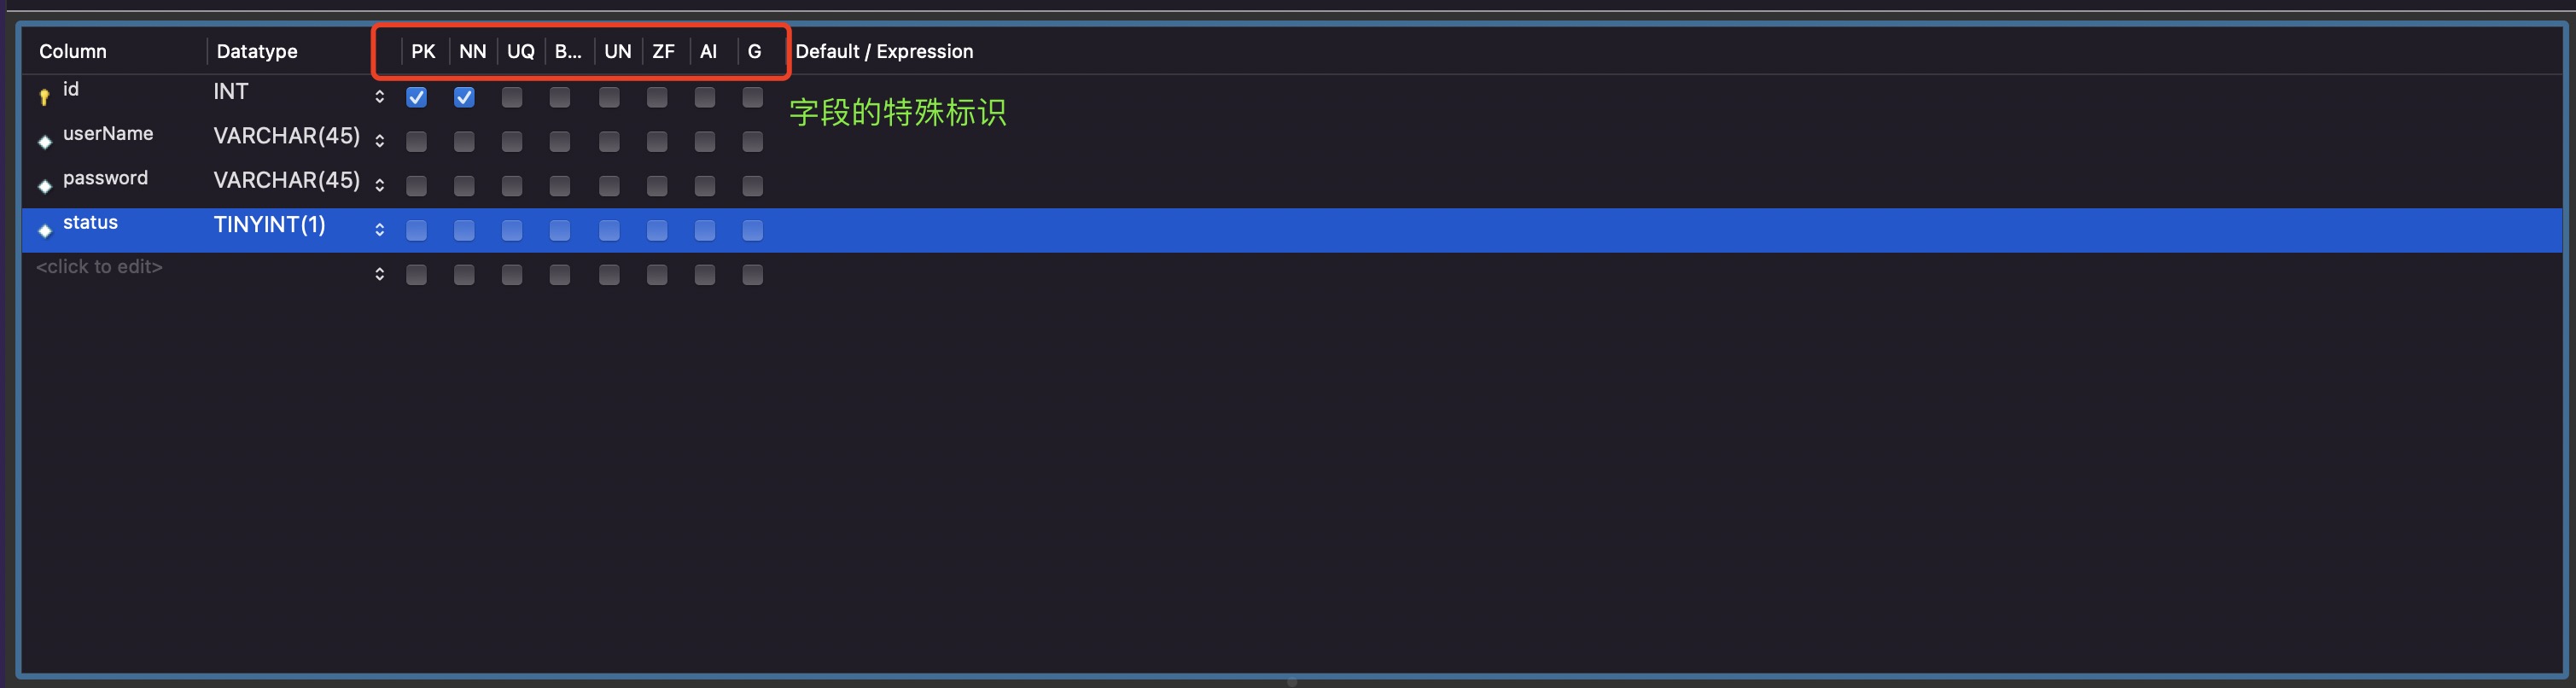 Column Datatype PK NN UQ B... UN ZF AI G Default / Expression
id INT
字段的特殊标识
userName VARCHAR(45)
password VARCHAR(45)
status TINYINT(1)
<click to edit>